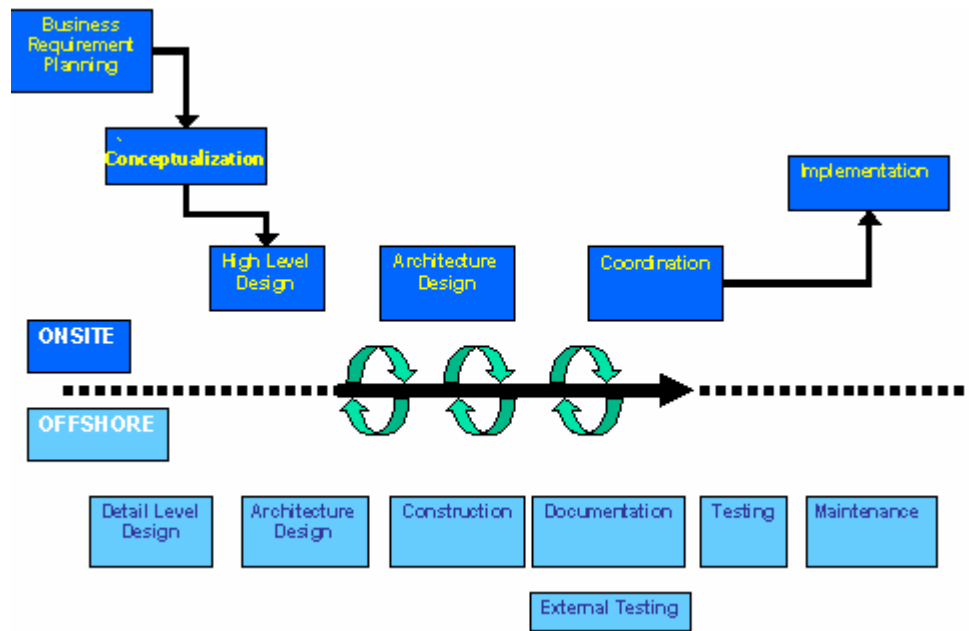 Business
Requirement
Planning
Conceptualization
Implementation
High Level
Design
Architecture
Design
Coordination
ONSITE
OFFSHORE
Detail Level
Design
Architecture
Design
Construction
Documentation
Testing
Maintenance
External Testing